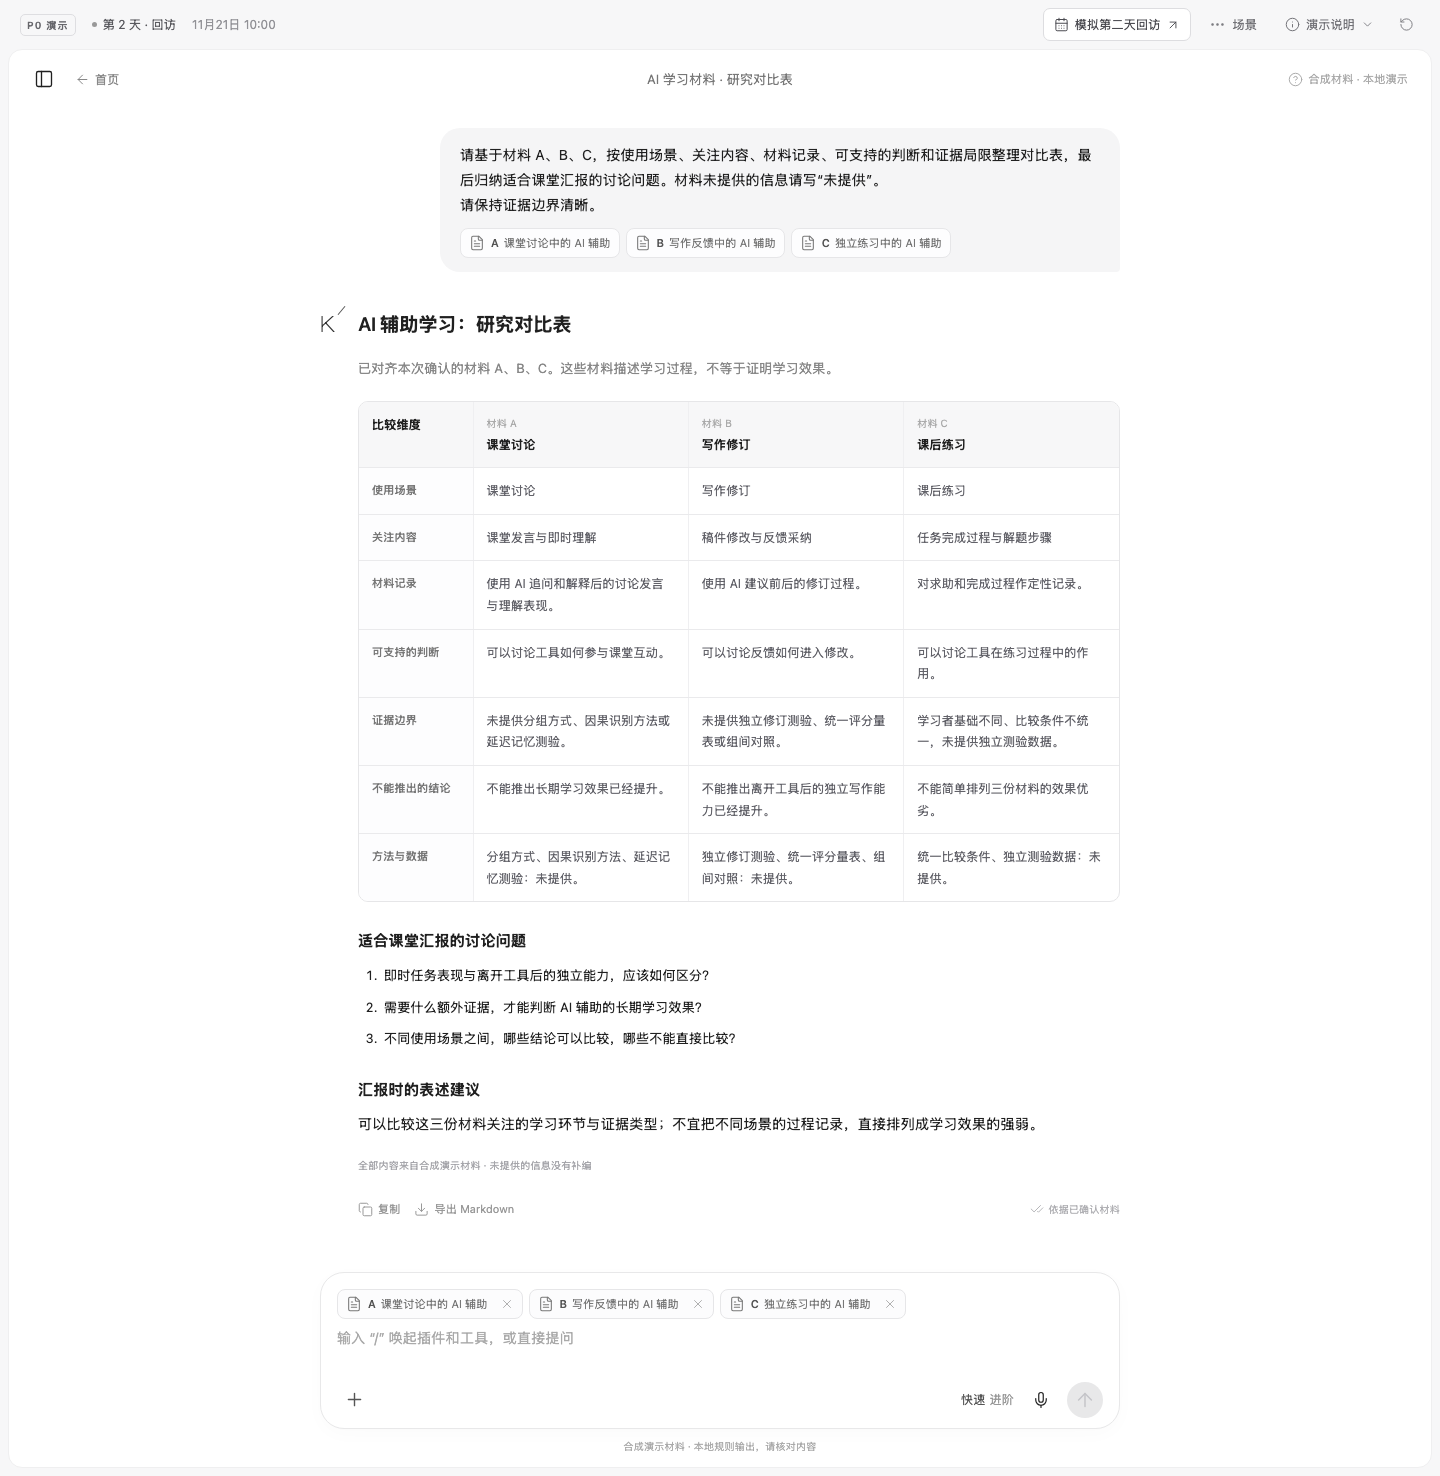 P0 演示
第 2 天 · 回访
11月21日 10:00
模拟第二天回访
场景
演示说明
首页
AI 学习材料 · 研究对比表
合成材料 · 本地演示
请基于材料 A、B、C，按使用场景、关注内容、材料记录、可支持的判断和证据局限整理对比表，最
后归纳适合课堂汇报的讨论问题。材料未提供的信息请写“未提供”。
请保持证据边界清晰。
A 课堂讨论中的 AI 辅助
B 写作反馈中的 AI 辅助
C 独立练习中的 AI 辅助
AI 辅助学习：研究对比表
已对齐本次确认的材料 A、B、C。这些材料描述学习过程，不等于证明学习效果。
比较维度
材料 A
课堂讨论
材料 B
写作修订
材料 C
课后练习
使用场景
课堂讨论
写作修订
课后练习
关注内容
课堂发言与即时理解
稿件修改与反馈采纳
任务完成过程与解题步骤
材料记录
使用 AI 追问和解释后的讨论发言
与理解表现。
使用 AI 建议前后的修订过程。
对求助和完成过程作定性记录。
可支持的判断
可以讨论工具如何参与课堂互动。
可以讨论反馈如何进入修改。
可以讨论工具在练习过程中的作
用。
证据边界
未提供分组方式、因果识别方法或
延迟记忆测验。
未提供独立修订测验、统一评分量
表或组间对照。
学习者基础不同、比较条件不统
一，未提供独立测验数据。
不能推出的结论
不能推出长期学习效果已经提升。
不能推出离开工具后的独立写作能
力已经提升。
不能简单排列三份材料的效果优
劣。
方法与数据
分组方式、因果识别方法、延迟记
忆测验：未提供。
独立修订测验、统一评分量表、组
间对照：未提供。
统一比较条件、独立测验数据：未
提供。
适合课堂汇报的讨论问题
1. 即时任务表现与离开工具后的独立能力，应该如何区分？
2. 需要什么额外证据，才能判断 AI 辅助的长期学习效果？
3. 不同使用场景之间，哪些结论可以比较，哪些不能直接比较？
汇报时的表述建议
可以比较这三份材料关注的学习环节与证据类型；不宜把不同场景的过程记录，直接排列成学习效果的强弱。
全部内容来自合成演示材料 · 未提供的信息没有补编
复制
导出 Markdown
依据已确认材料
A 课堂讨论中的 AI 辅助
B 写作反馈中的 AI 辅助
C 独立练习中的 AI 辅助
输入 “/” 唤起插件和工具，或直接提问
快速 进阶
合成演示材料 · 本地规则输出，请核对内容